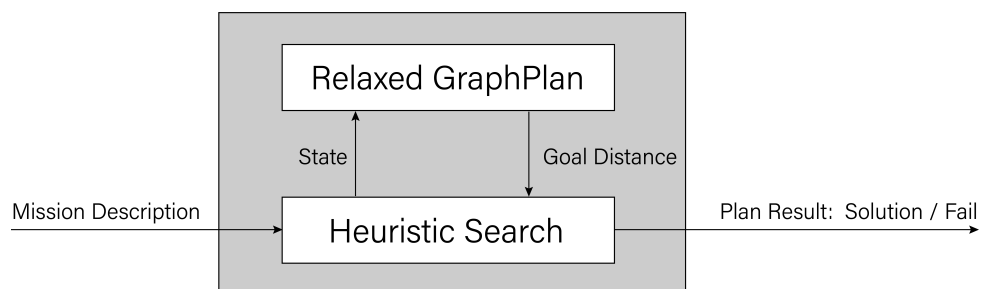 Relaxed GraphPlan
State
Goal Distance
Mission Description
Heuristic Search
Plan Result: Solution / Fail